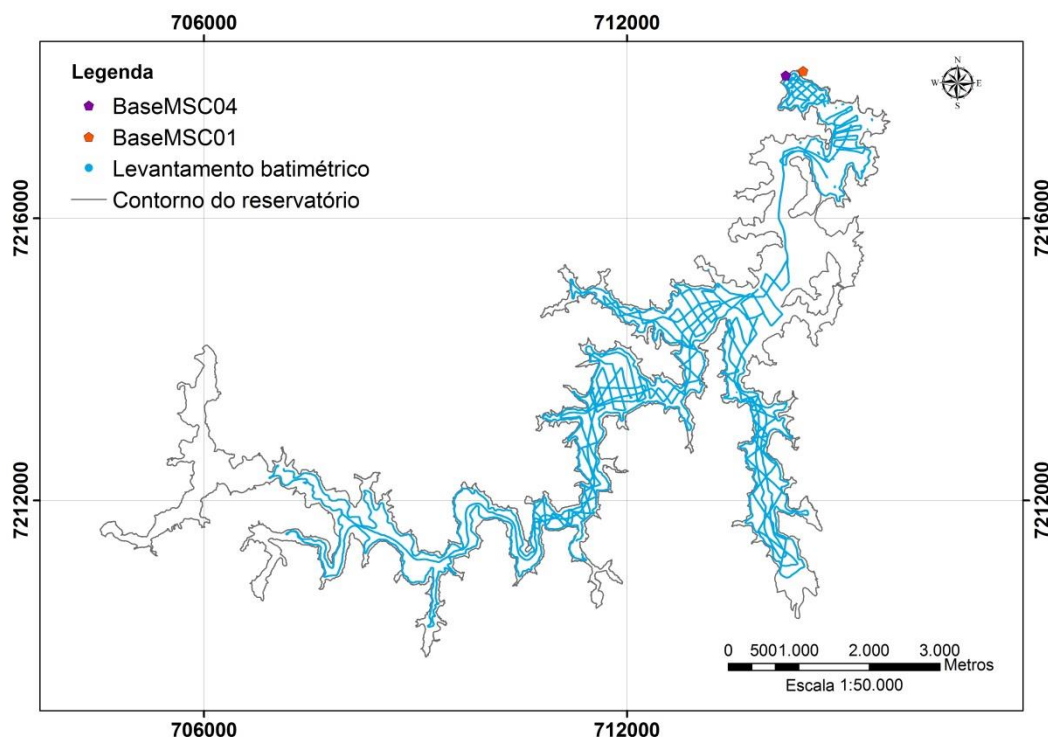 706000 712000
Legenda
BaseMSC04
BaseMSC01
Levantamento batimétrico
Contorno do reservatório
N
W E
S
7216000 7216000
7212000 7212000
0 5001.000 2.000 3.000
Metros
Escala 1:50.000
706000 712000